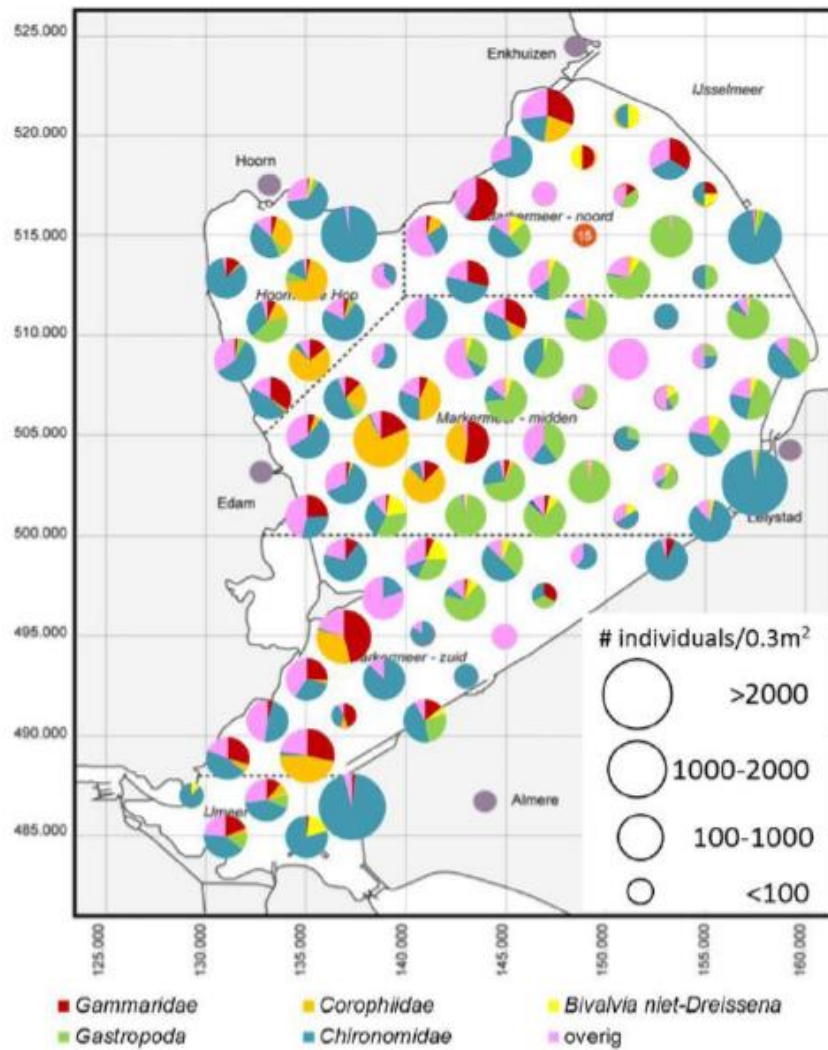 525.000
Enkhuizen
IJsselmeer
520.000
Hoorn
Markermeer - noord
515.000
15
Hoornse Hop
510.000
Markermeer - midden
505.000
Edam
Lelystad
500.000
# individuals/0.3m²
495.000
Markermeer - zuid
>2000
490.000
1000-2000
Almere
IJmeer
100-1000
485.000
<100
125.000
130.000
135.000
140.000
145.000
150.000
155.000
160.000
Gammaridae Corophiidae Bivalvia niet-Dreissena
Gastropoda Chironomidae overig